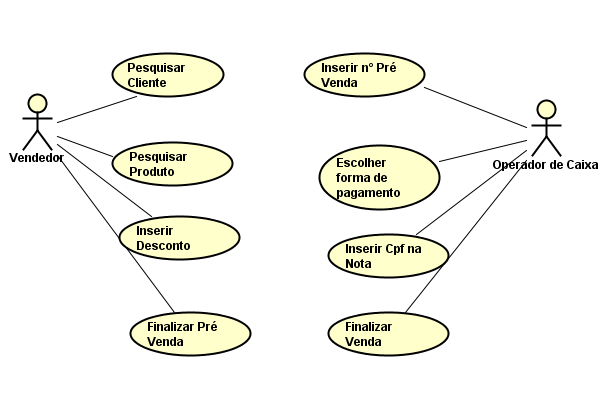 Pesquisar
Cliente
Inserir n° Pré
Venda
Vendedor
Pesquisar
Produto
Operador de Caixa
Escolher
forma de
pagamento
Inserir
Desconto
Inserir Cpf na
Nota
Finalizar Pré
Venda
Finalizar
Venda